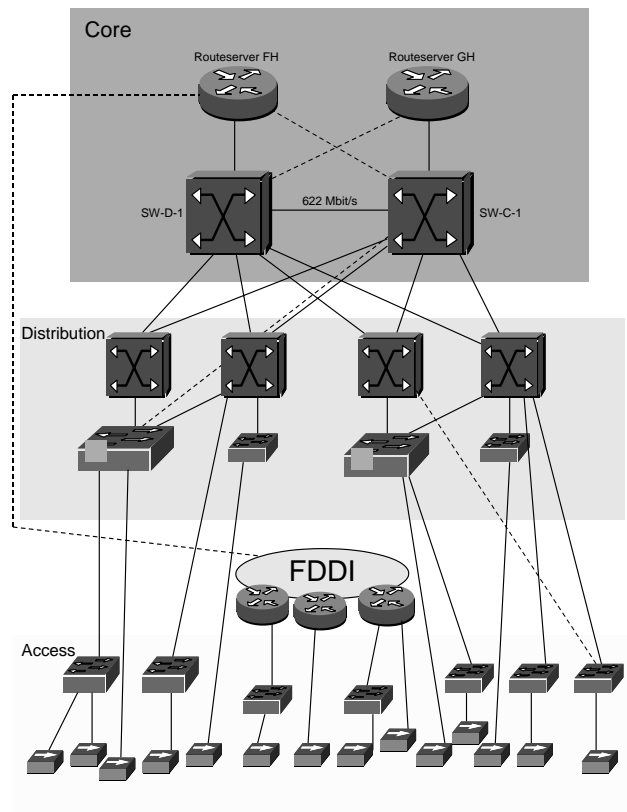 Core
Routeserver FH
Routeserver GH
SW-D-1
622 Mbit/s
SW-C-1
Distribution
FDDI
Access